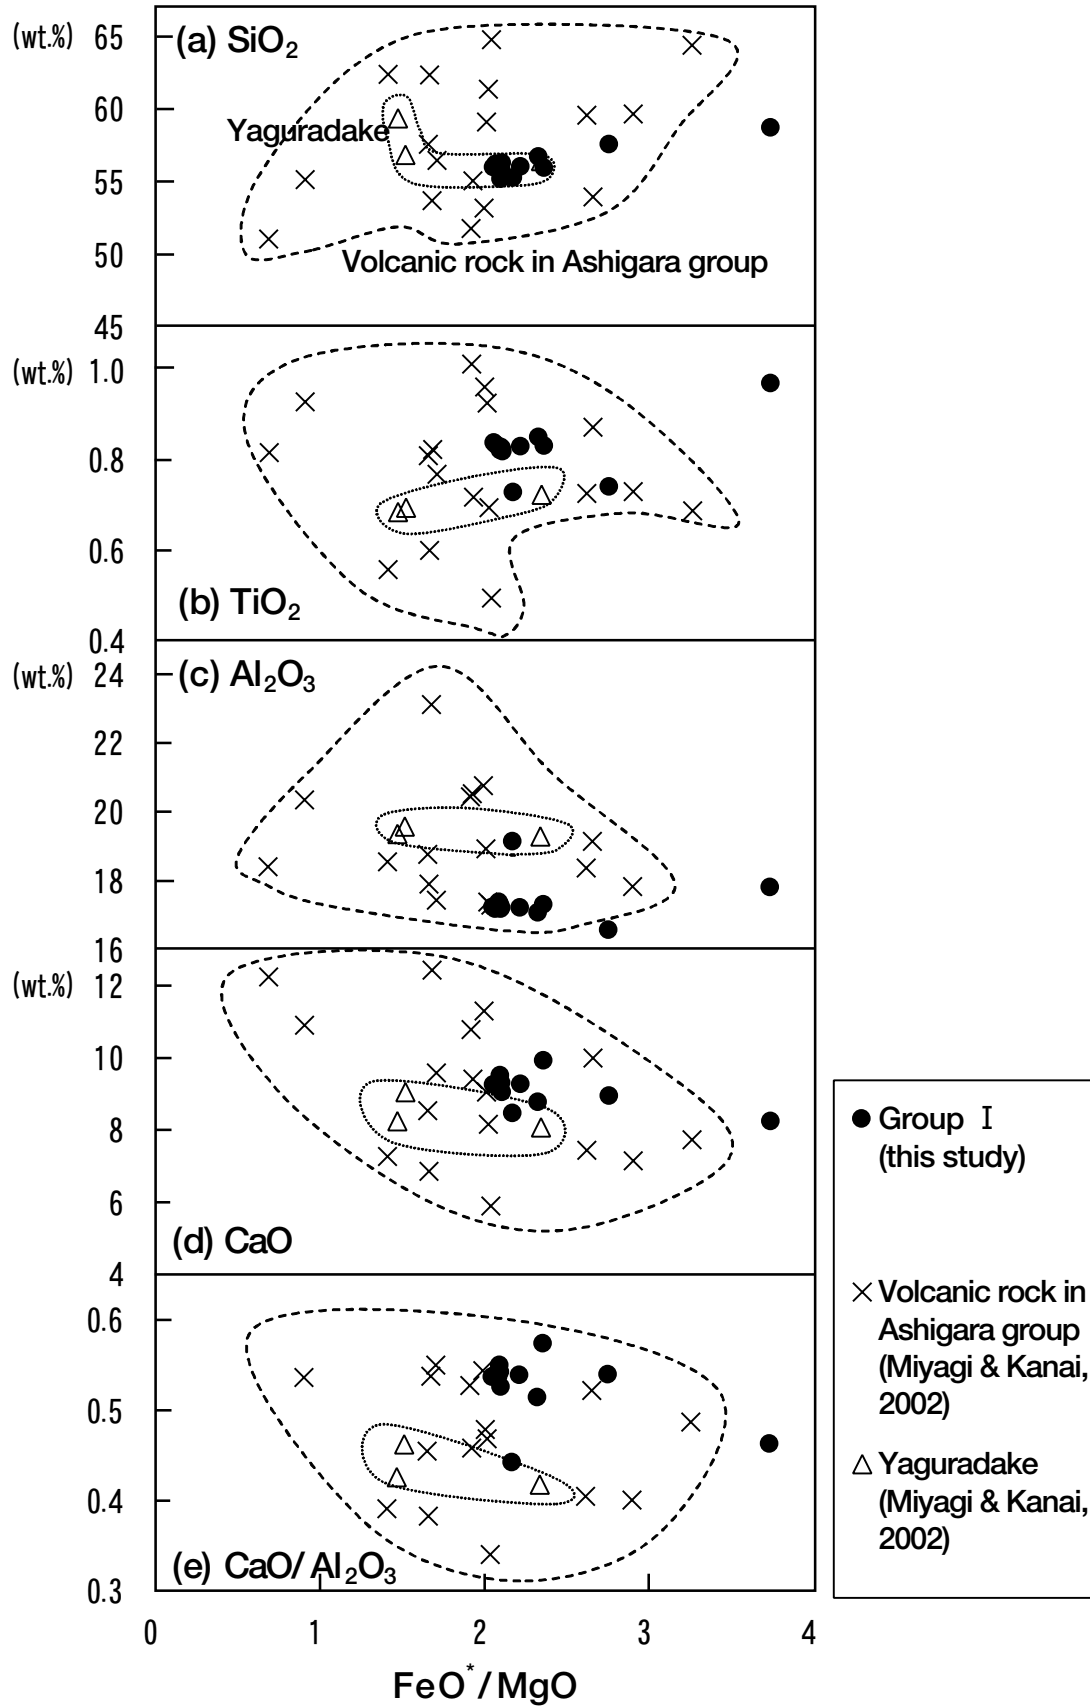 (wt.%) 65
(a) SiO₂
60
Yaguradake
55
50
Volcanic rock in Ashigara group
45
(wt.%) 1.0
0.8
0.6
(b) TiO₂
0.4
(wt.%) 24
(c) Al₂O₃
22
20
18
16
(wt.%) 12
10
8
6
(d) CaO
4
0.6
0.5
0.4
(e) CaO/Al₂O₃
0.3
0 1 2 3 4
FeO*/MgO
Group I
(this study)
Volcanic rock in
Ashigara group
(Miyagi & Kanai,
2002)
Yaguradake
(Miyagi & Kanai,
2002)